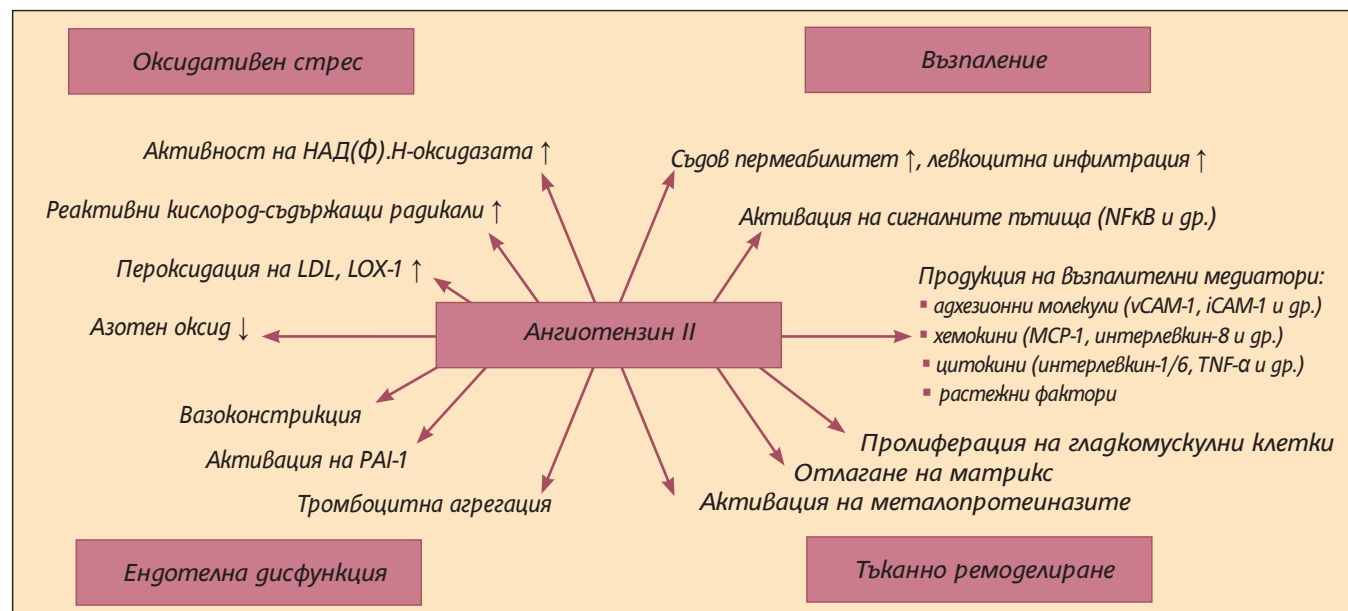 Оксидативен стрес
Възпаление
Активност на НАД(Ф).Н-оксидазата ↑
Реактивни кислород-съдържащи радикали ↑
Пероксидация на LDL, LOX-1 ↑
Азотен оксид ↓
Съдов пермеабилитет ↑, левкоцитна инфилтрация ↑
Активация на сигналните пътища (NFκB и др.)
Продукция на възпалителни медиатори:
▪ адхезионни молекули (vCAM-1, iCAM-1 и др.)
▪ хемокини (MCP-1, интерлевкин-8 и др.)
▪ цитокини (интерлевкин-1/6, TNF-α и др.)
▪ растежни фактори
Ангиотензин II
Вазоконстрикция
Активация на PAI-1
Тромбоцитна агрегация
Пролиферация на гладкомускулни клетки
Отлагане на матрикс
Активация на металопротеиназите
Ендотелна дисфункция
Тъканно ремоделиране